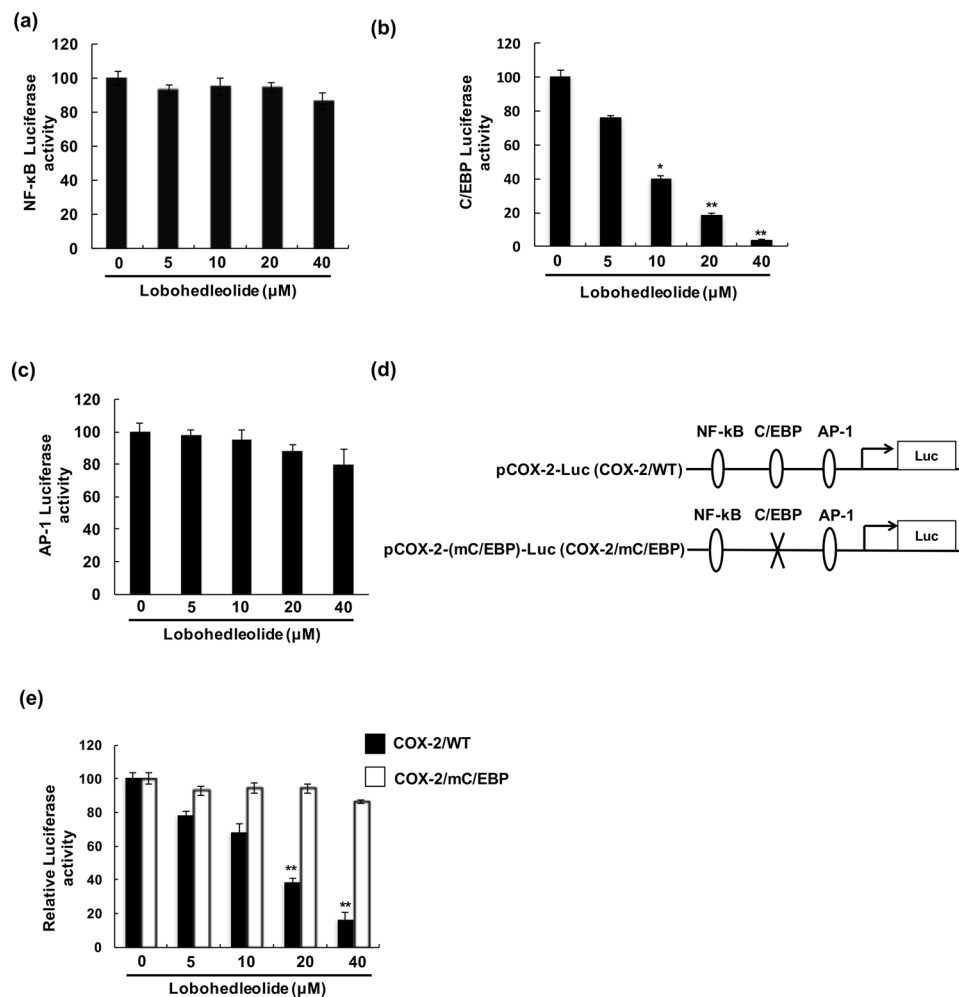 (a)
NF-κB Luciferase
activity
120
100
80
60
40
20
0
0 5 10 20 40
Lobohedleolide (μM)
(b)
C/EBP Luciferase
activity
120
100
80
60
40
20
0
*
**
**
0 5 10 20 40
Lobohedleolide (μM)
(c)
AP-1 Luciferase
activity
120
100
80
60
40
20
0
0 5 10 20 40
Lobohedleolide (μM)
(d)
NF-kB C/EBP AP-1
pCOX-2-Luc (COX-2/WT)
Luc
NF-kB C/EBP AP-1
pCOX-2-(mC/EBP)-Luc (COX-2/mC/EBP)
Luc
(e)
Relative Luciferase
activity
120
100
80
60
40
20
0
**
**
0 5 10 20 40
Lobohedleolide (μM)
COX-2/WT
COX-2/mC/EBP